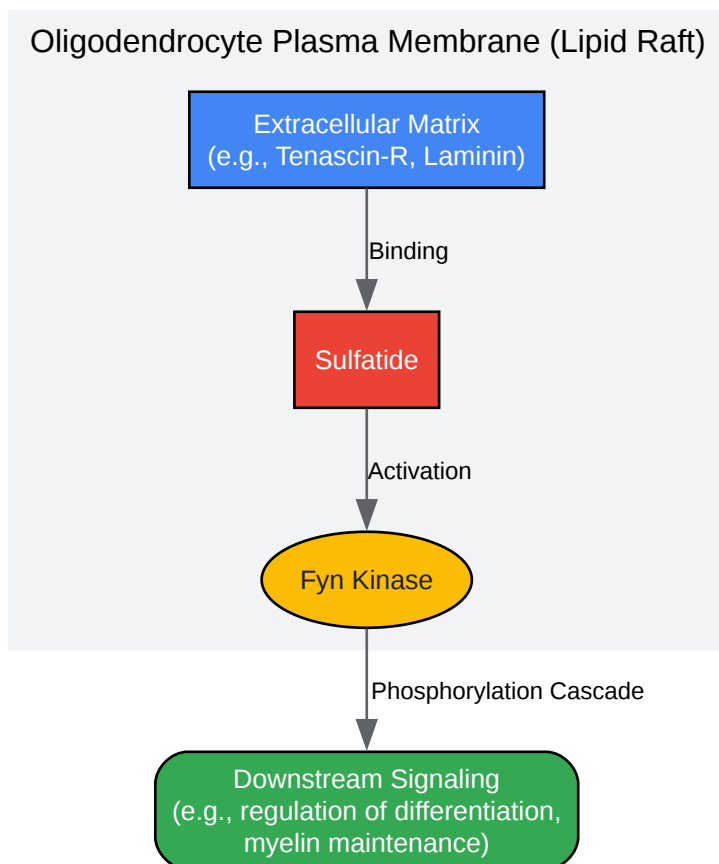 Oligodendrocyte Plasma Membrane (Lipid Raft)
Extracellular Matrix
(e.g., Tenascin-R, Laminin)
Binding
Sulfatide
Activation
Fyn Kinase
Phosphorylation Cascade
Downstream Signaling
(e.g., regulation of differentiation,
myelin maintenance)